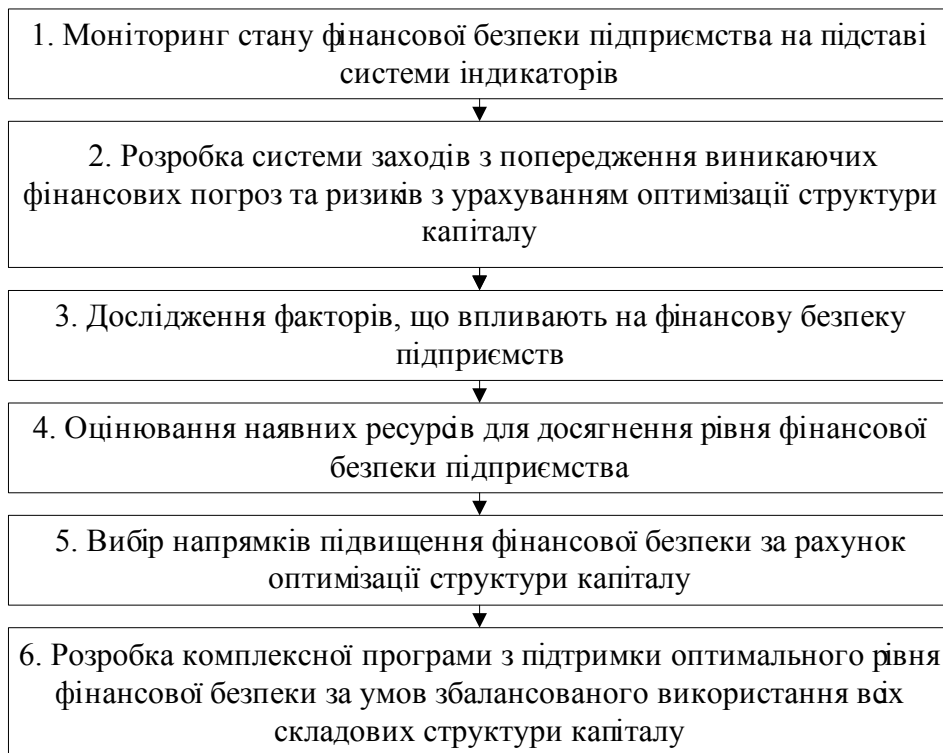 1. Моніторинг стану фінансової безпеки підприємства на підставі
системи індикаторів
2. Розробка системи заходів з попередження виникаючих
фінансових погроз та ризиків з урахуванням оптимізації структури
капіталу
3. Дослідження факторів, що впливають на фінансову безпеку
підприємств
4. Оцінювання наявних ресурсів для досягнення рівня фінансової
безпеки підприємства
5. Вибір напрямків підвищення фінансової безпеки за рахунок
оптимізації структури капіталу
6. Розробка комплексної програми з підтримки оптимального рівня
фінансової безпеки за умов збалансованого використання всіх
складових структури капіталу